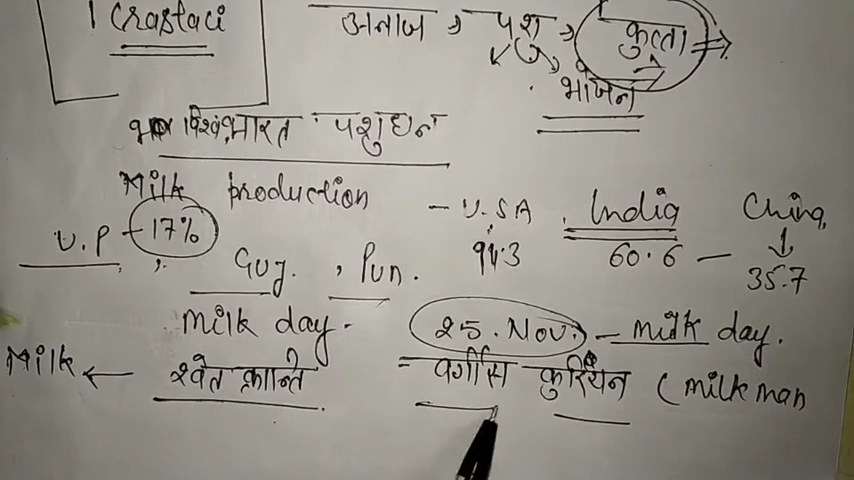 1 Crastaci
अनाज, पशु, कुत्ता
भोजन
विश्व, भारत पशुधन
Milk production - U.S.A, India China,
U.P - 17% 91.3 60.6 - 35.7
Guj. , Pun.
milk day. 25. Nov. - milk day.
Milk ← श्वेत क्रान्ति = वर्गीस कुरियन (milkman